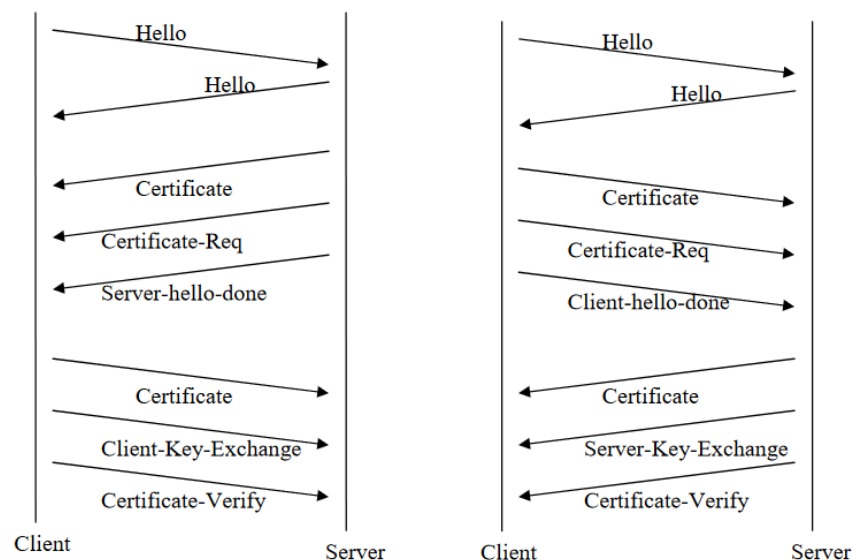 Hello
Hello
Certificate
Certificate-Req
Server-hello-done
Certificate
Client-Key-Exchange
Certificate-Verify
Client
Server
Hello
Hello
Certificate
Certificate-Req
Client-hello-done
Certificate
Server-Key-Exchange
Certificate-Verify
Client
Server